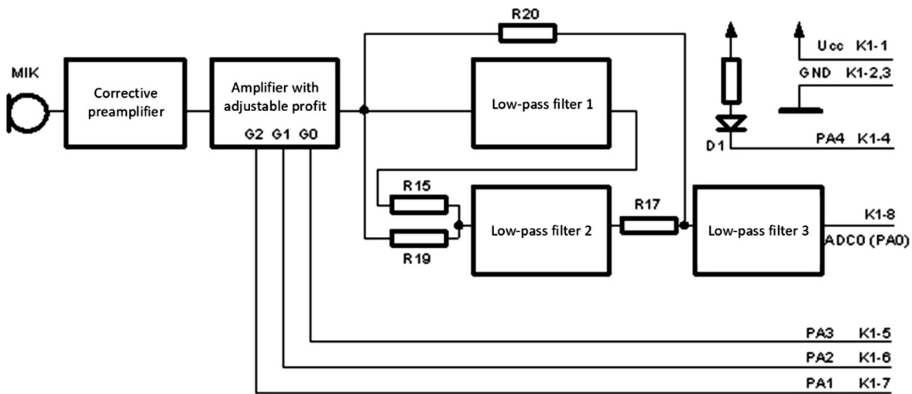 R20
Ucc K1-1
MIK
GND K1-2,3
Corrective
preamplifier
Amplifier with
adjustable profit
G2 G1 G0
Low-pass filter 1
D1
PA4 K1-4
R15
R17
K1-8
Low-pass filter 2
Low-pass filter 3
ADC0 (PA0)
R19
PA3 K1-5
PA2 K1-6
PA1 K1-7